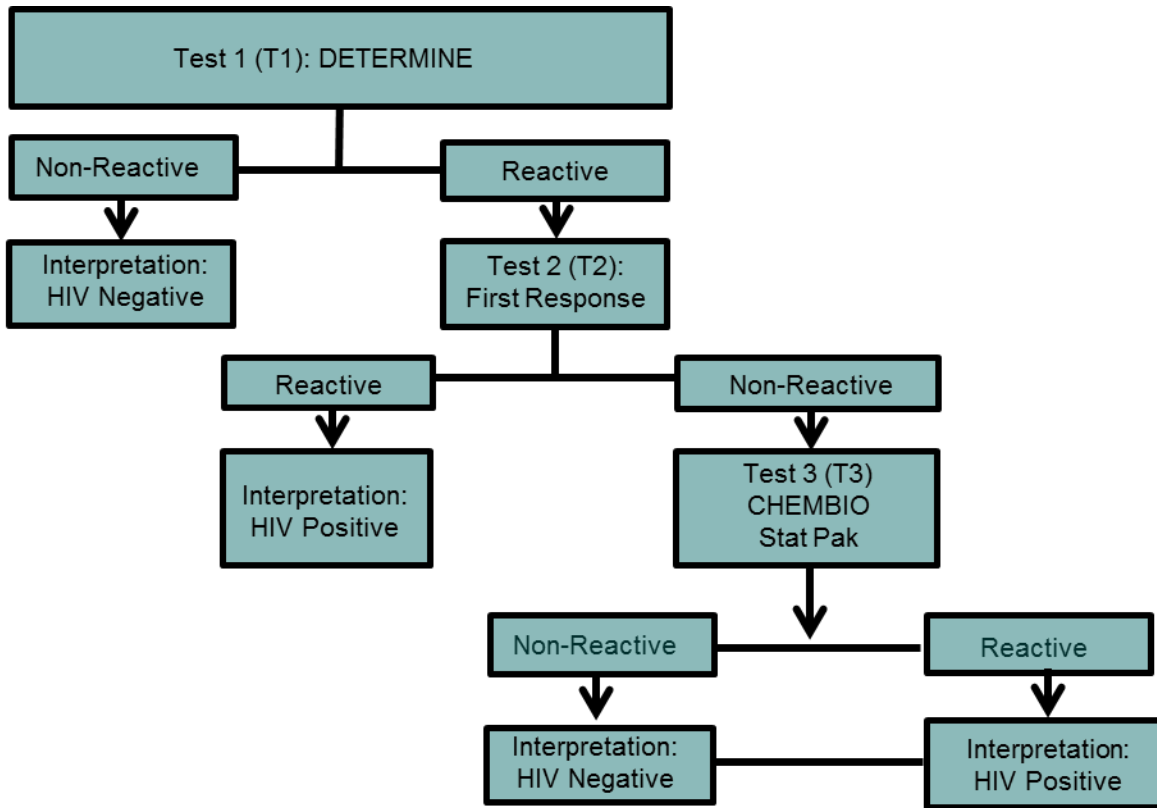 Test 1 (T1): DETERMINE
Non-Reactive
Reactive
Interpretation:
HIV Negative
Test 2 (T2):
First Response
Reactive
Non-Reactive
Interpretation:
HIV Positive
Test 3 (T3)
CHEMBIO
Stat Pak
Non-Reactive
Reactive
Interpretation:
HIV Negative
Interpretation:
HIV Positive